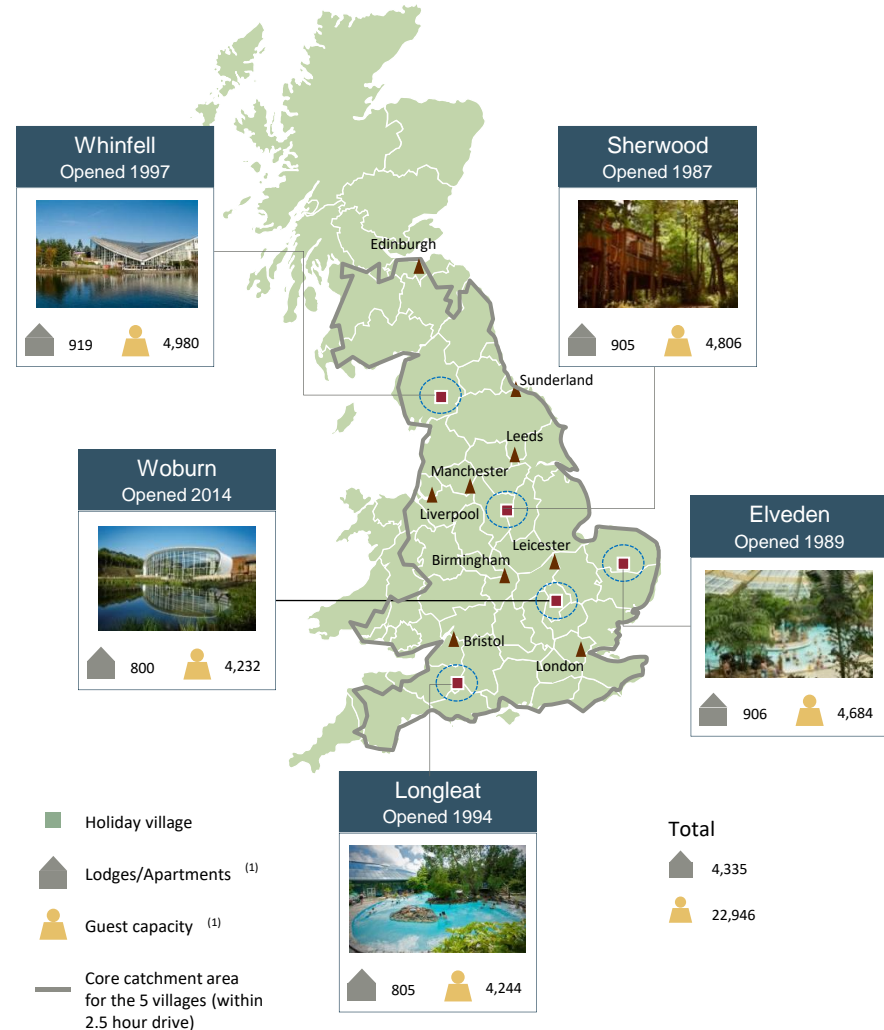 Whinfell
Opened 1997
919
4,980
Sherwood
Opened 1987
905
4,806
Edinburgh
Sunderland
Leeds
Manchester
Liverpool
Woburn
Opened 2014
800
4,232
Birmingham
Leicester
Elveden
Opened 1989
906
4,684
Bristol
London
Longleat
Opened 1994
805
4,244
Holiday village
Lodges/Apartments (1)
Guest capacity (1)
Core catchment area
for the 5 villages (within
2.5 hour drive)
Total
4,335
22,946